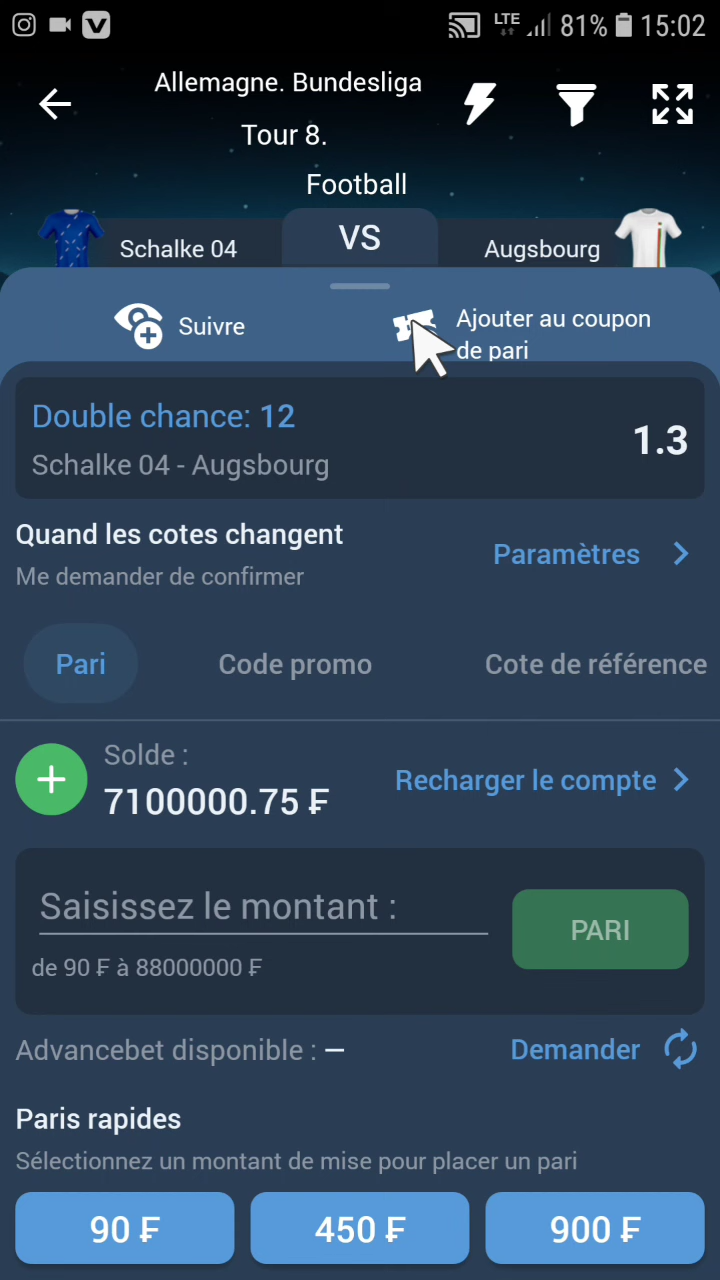 LTE 81% 15:02
Allemagne. Bundesliga
Tour 8.
Football
Schalke 04 VS Augsbourg
Suivre
Ajouter au coupon
de pari
Double chance: 12
1.3
Schalke 04 - Augsbourg
Quand les cotes changent
Me demander de confirmer
Paramètres
Pari Code promo Cote de référence
Solde :
7100000.75 ₣
Recharger le compte
Saisissez le montant :
PARI
de 90 ₣ à 88000000 ₣
Advancebet disponible : — Demander
Paris rapides
Sélectionnez un montant de mise pour placer un pari
90 ₣ 450 ₣ 900 ₣